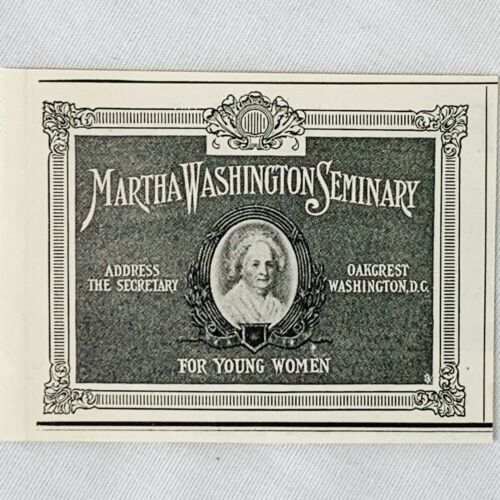 MARTHA WASHINGTON SEMINARY
ADDRESS
THE SECRETARY
OAKCREST
WASHINGTON, D.C.
FOR YOUNG WOMEN